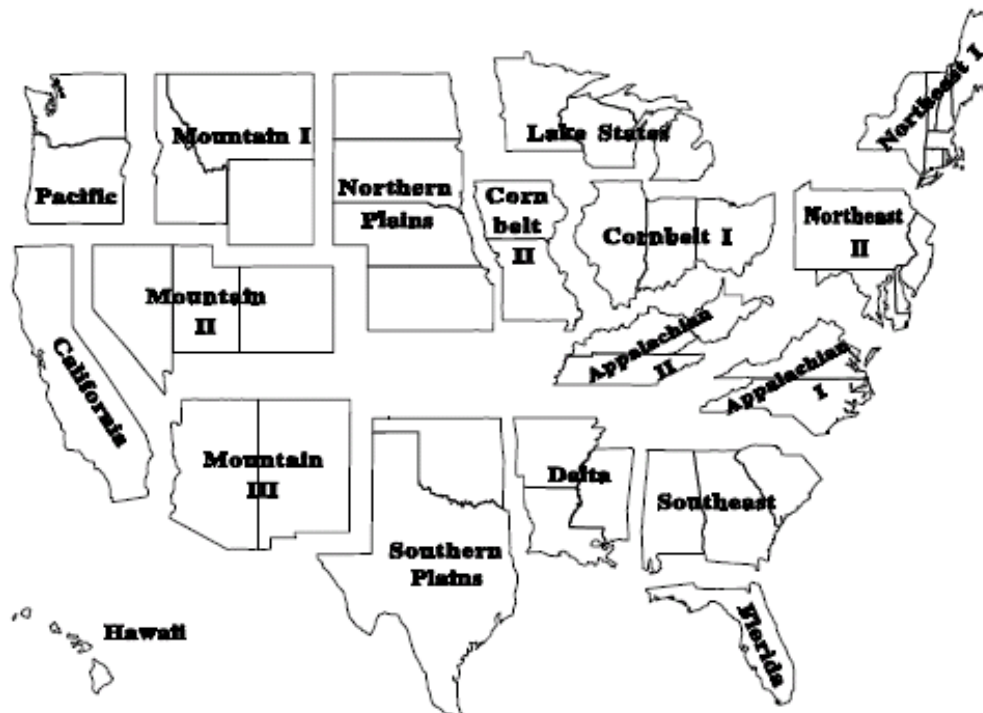 Northeast I
Mountain I
Lake States
Pacific
Northern
Plains
Corn
belt
II
Cornbelt I
Northeast
II
Mountain
II
California
Appalachian
II
Appalachian
I
Mountain
III
Delta
Southeast
Southern
Plains
Hawaii
Florida